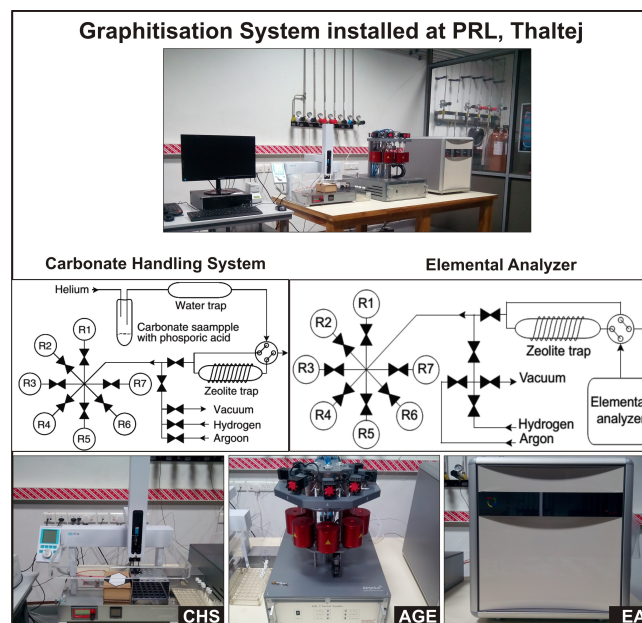 Graphitisation System installed at PRL, Thaltej
Carbonate Handling System
Helium
Water trap
Carbonate saampple
with phosporic acid
R1
R2
R3
R4
R5
R6
R7
Zeolite trap
Vacuum
Hydrogen
Argoon
Elemental Analyzer
R1
R2
R3
R4
R5
R6
R7
Zeolite trap
Vacuum
Hydrogen
Argon
Elemental
analyzer
CHS
AGE
EA